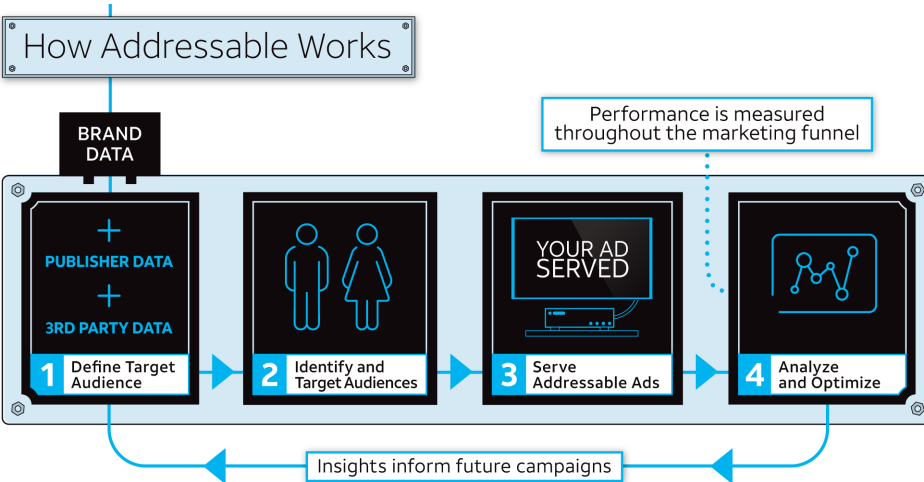 How Addressable Works
BRAND
DATA
Performance is measured
throughout the marketing funnel
+
PUBLISHER DATA
+
3RD PARTY DATA
1 Define Target
Audience
2 Identify and
Target Audiences
YOUR AD
SERVED
3 Serve
Addressable Ads
4 Analyze
and Optimize
Insights inform future campaigns